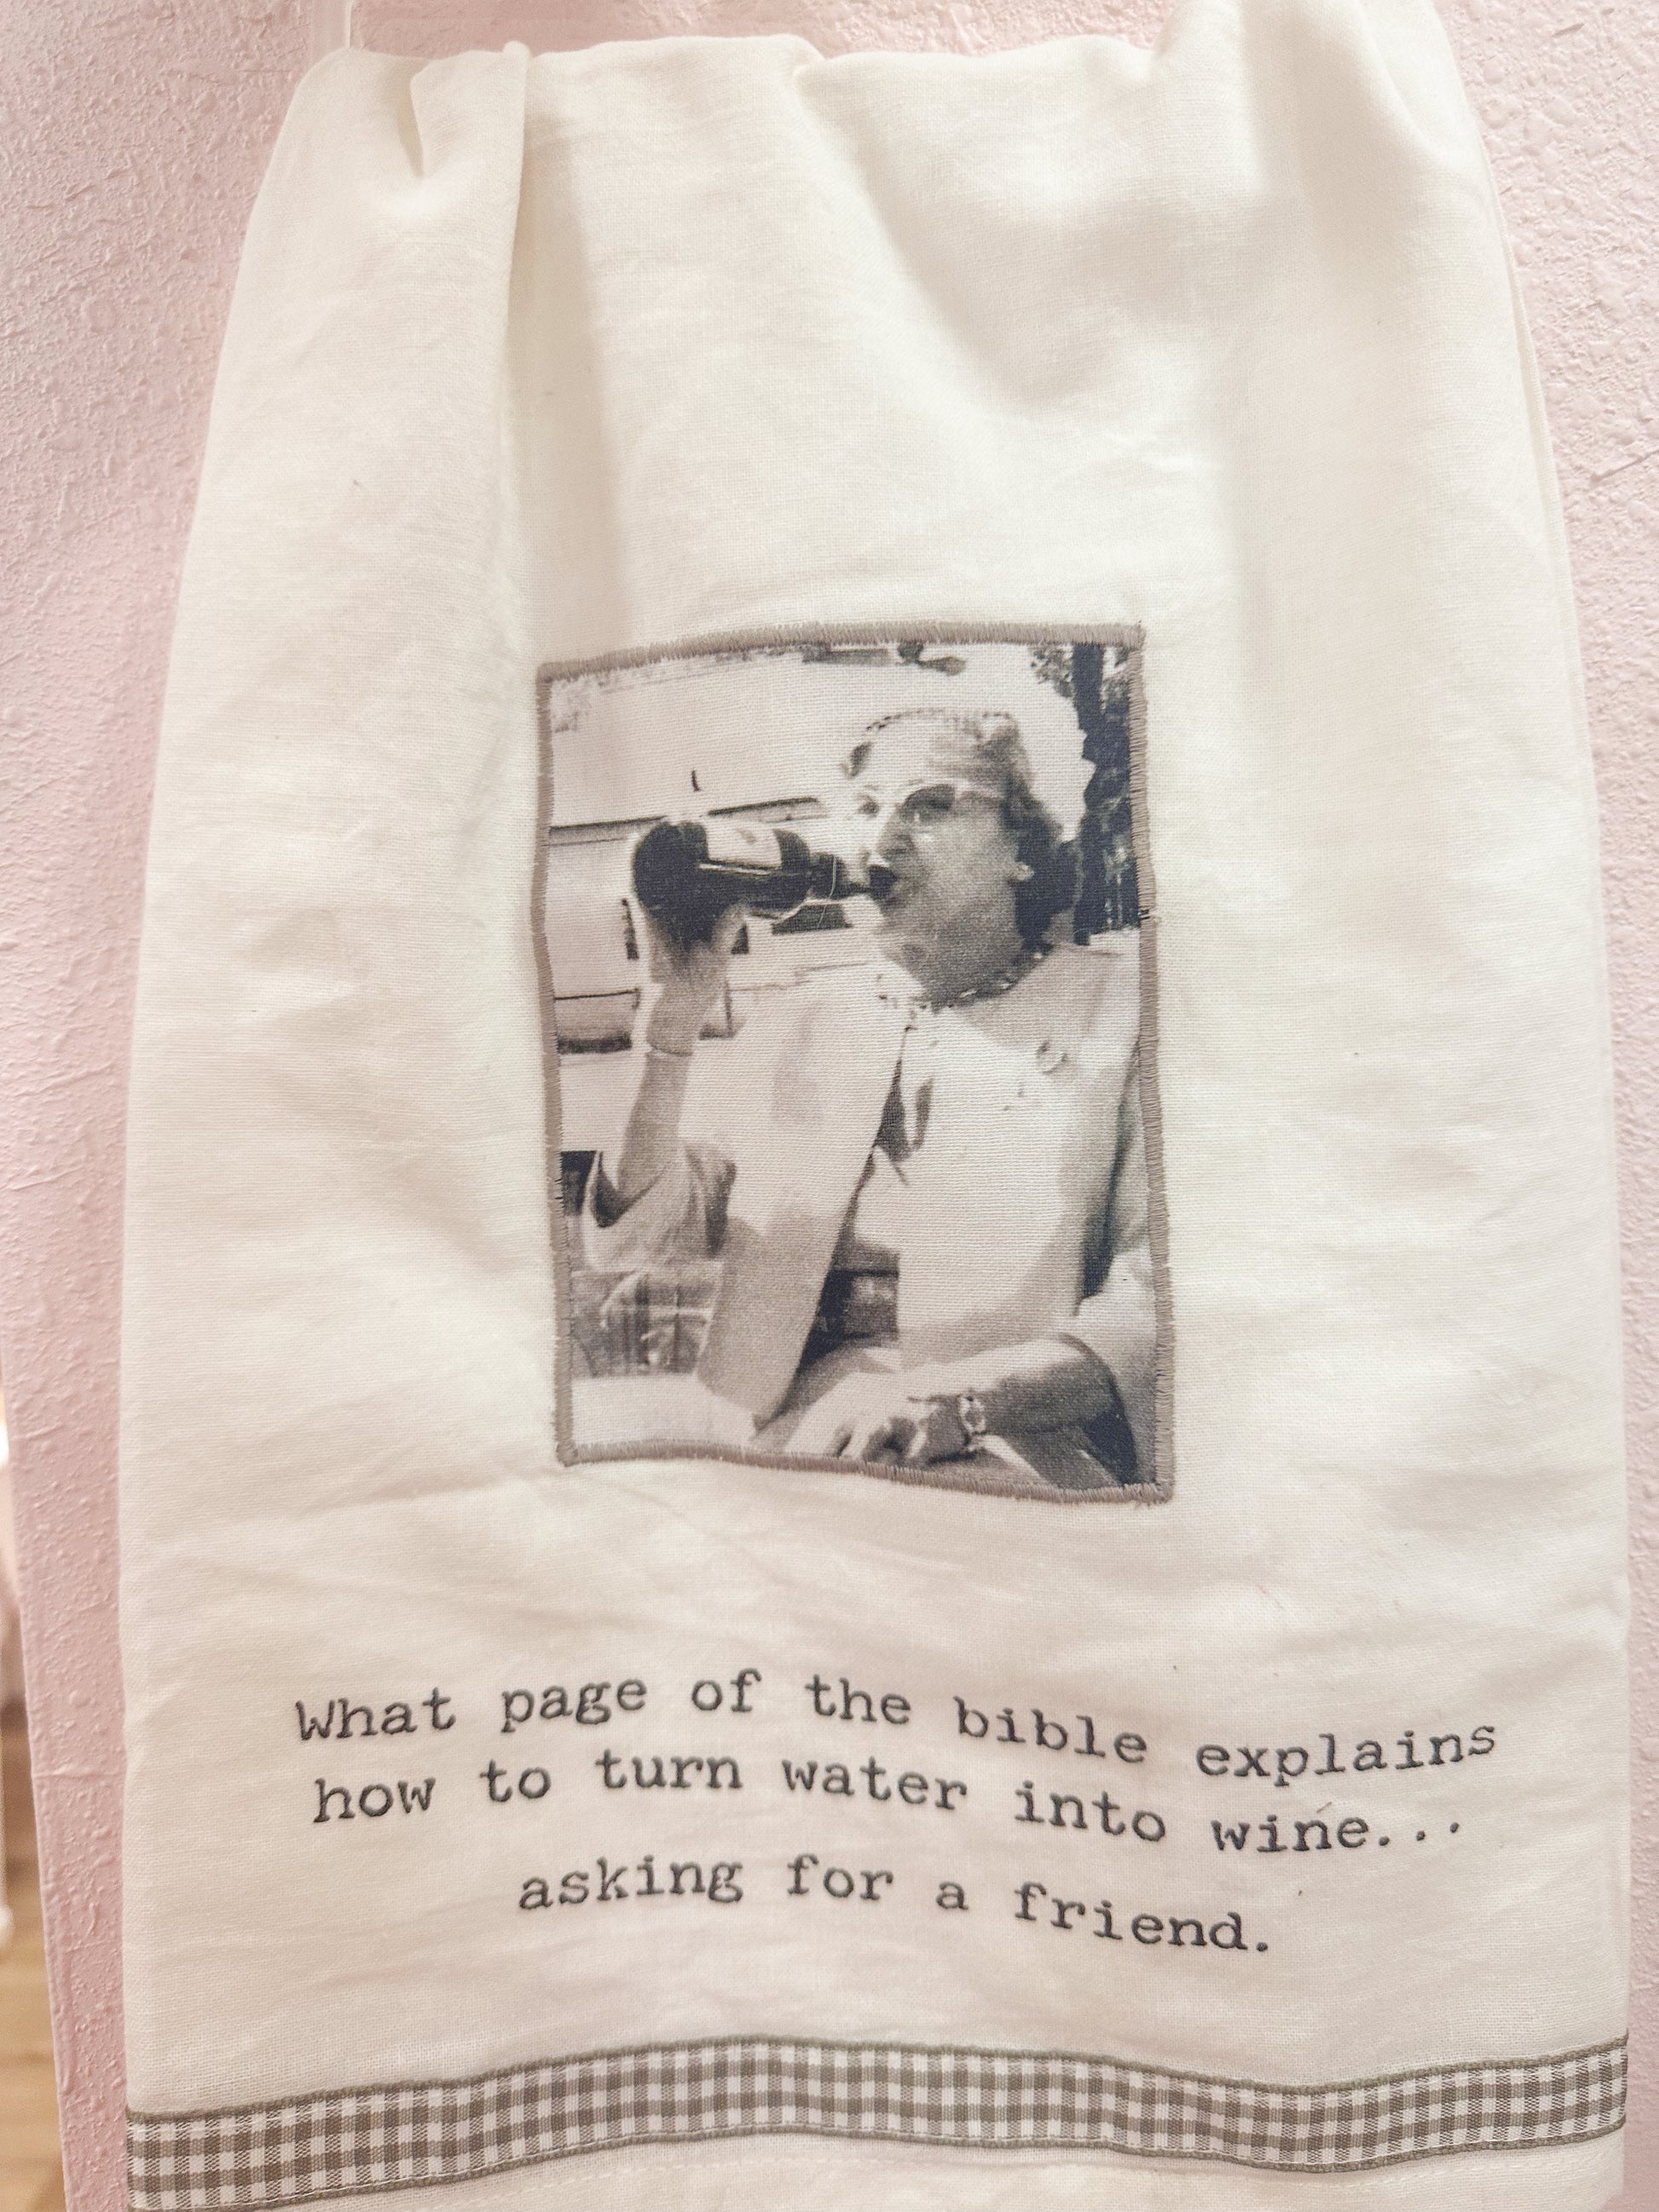 What page of the bible explains
how to turn water into wine...
asking for a friend.